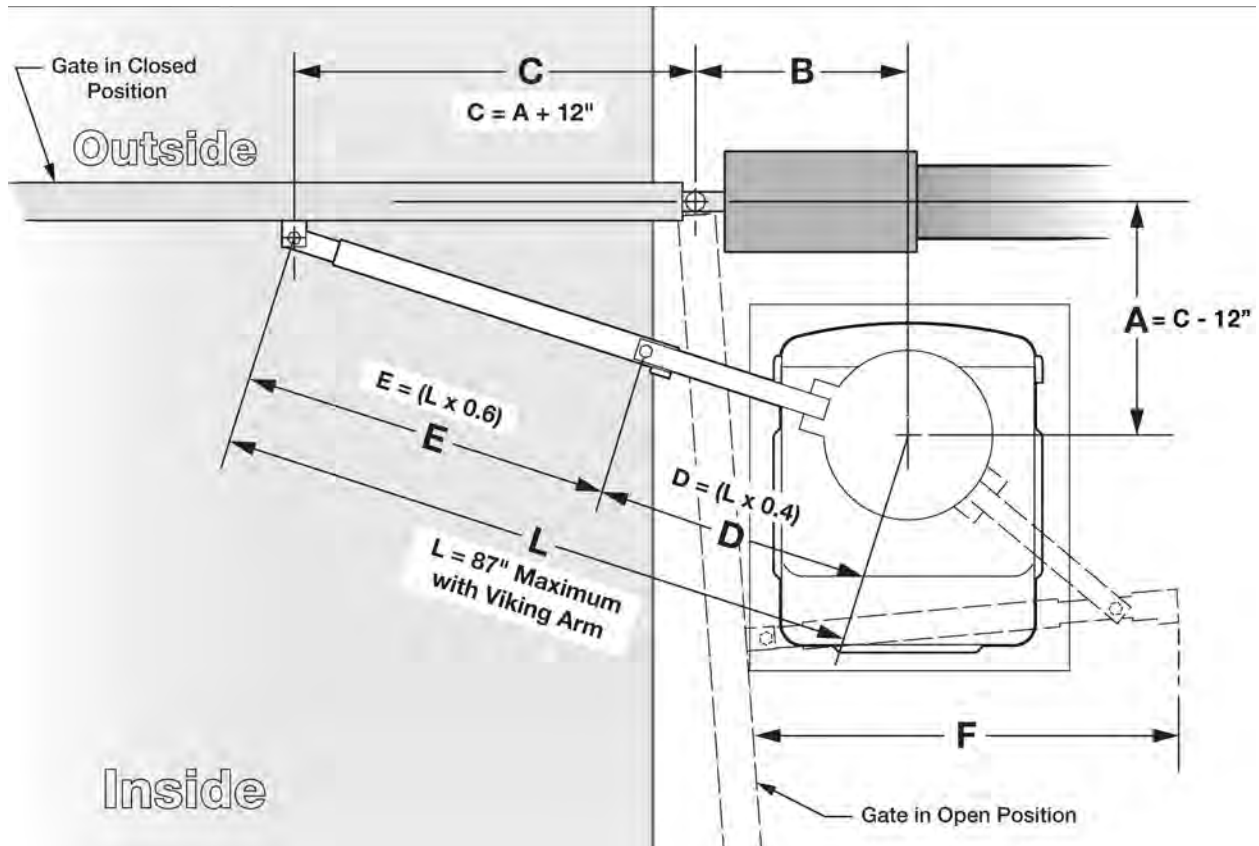 Gate in Closed
Position
C
B
C = A + 12"
Outside
A = C - 12”
E = (L x 0.6)
E
D = (L x 0.4)
D
L
L = 87" Maximum
with Viking Arm
F
Inside
Gate in Open Position